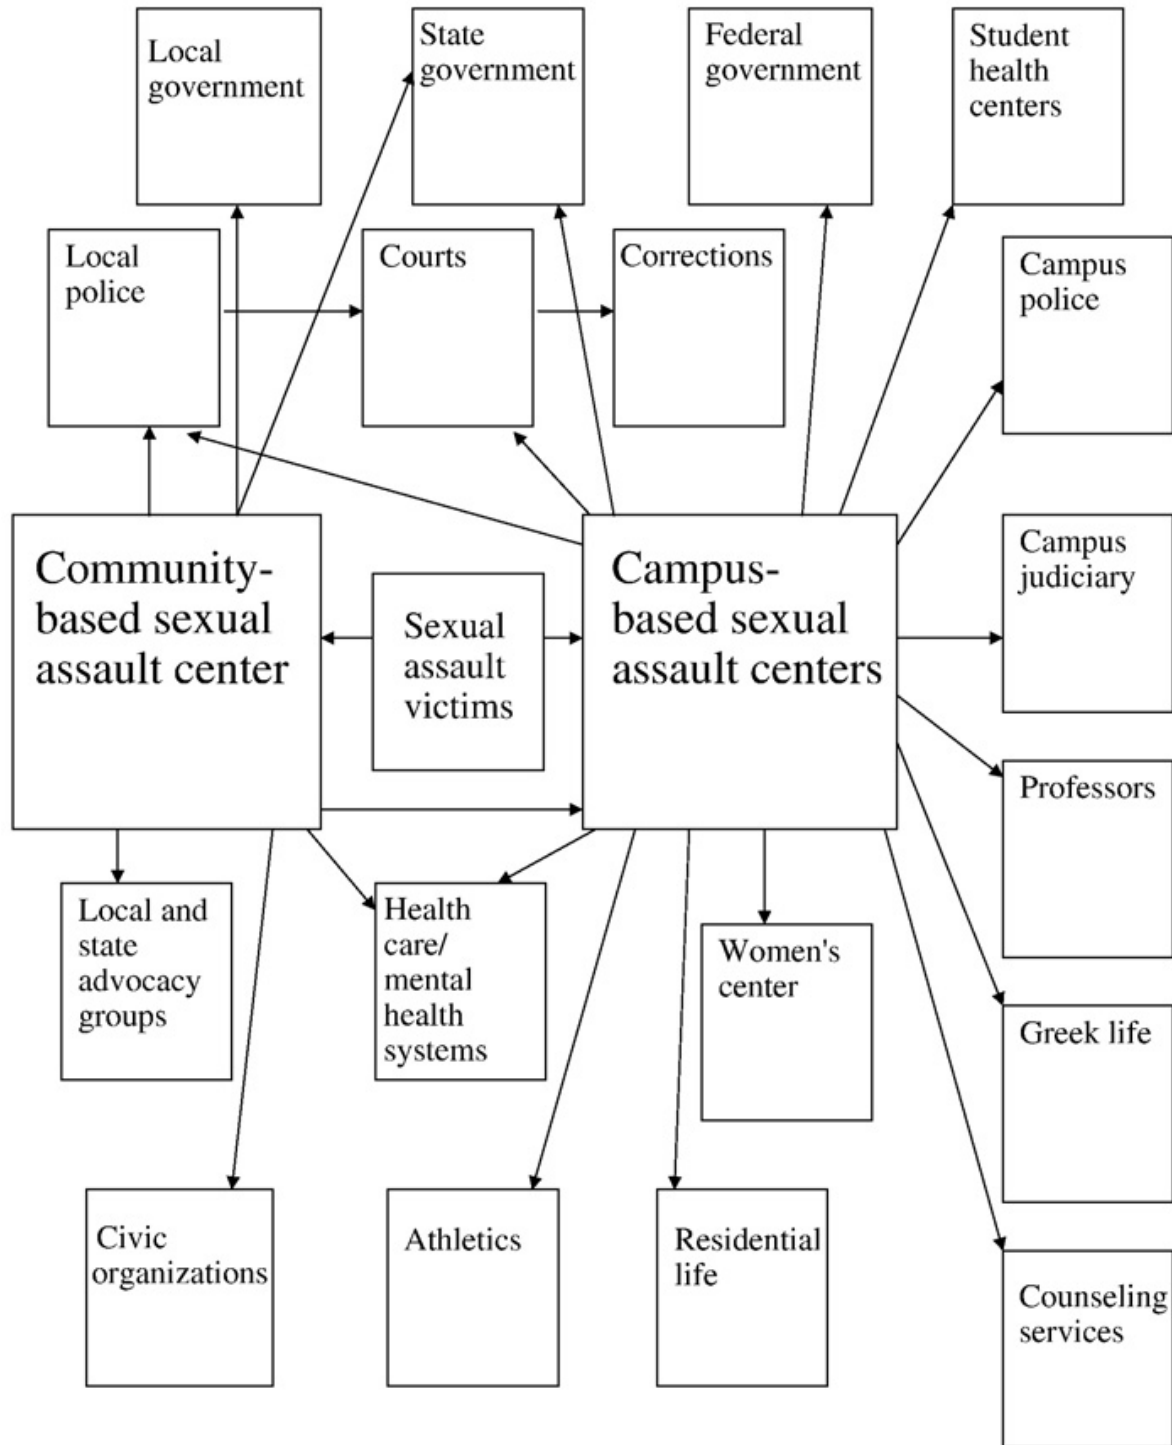 Local
government
State
government
Federal
government
Student
health
centers
Local
police
Courts
Corrections
Campus
police
Community-
based sexual
assault center
Sexual
assault
victims
Campus-
based sexual
assault centers
Campus
judiciary
Professors
Local and
state
advocacy
groups
Health
care/
mental
health
systems
Women's
center
Greek life
Civic
organizations
Athletics
Residential
life
Counseling
services